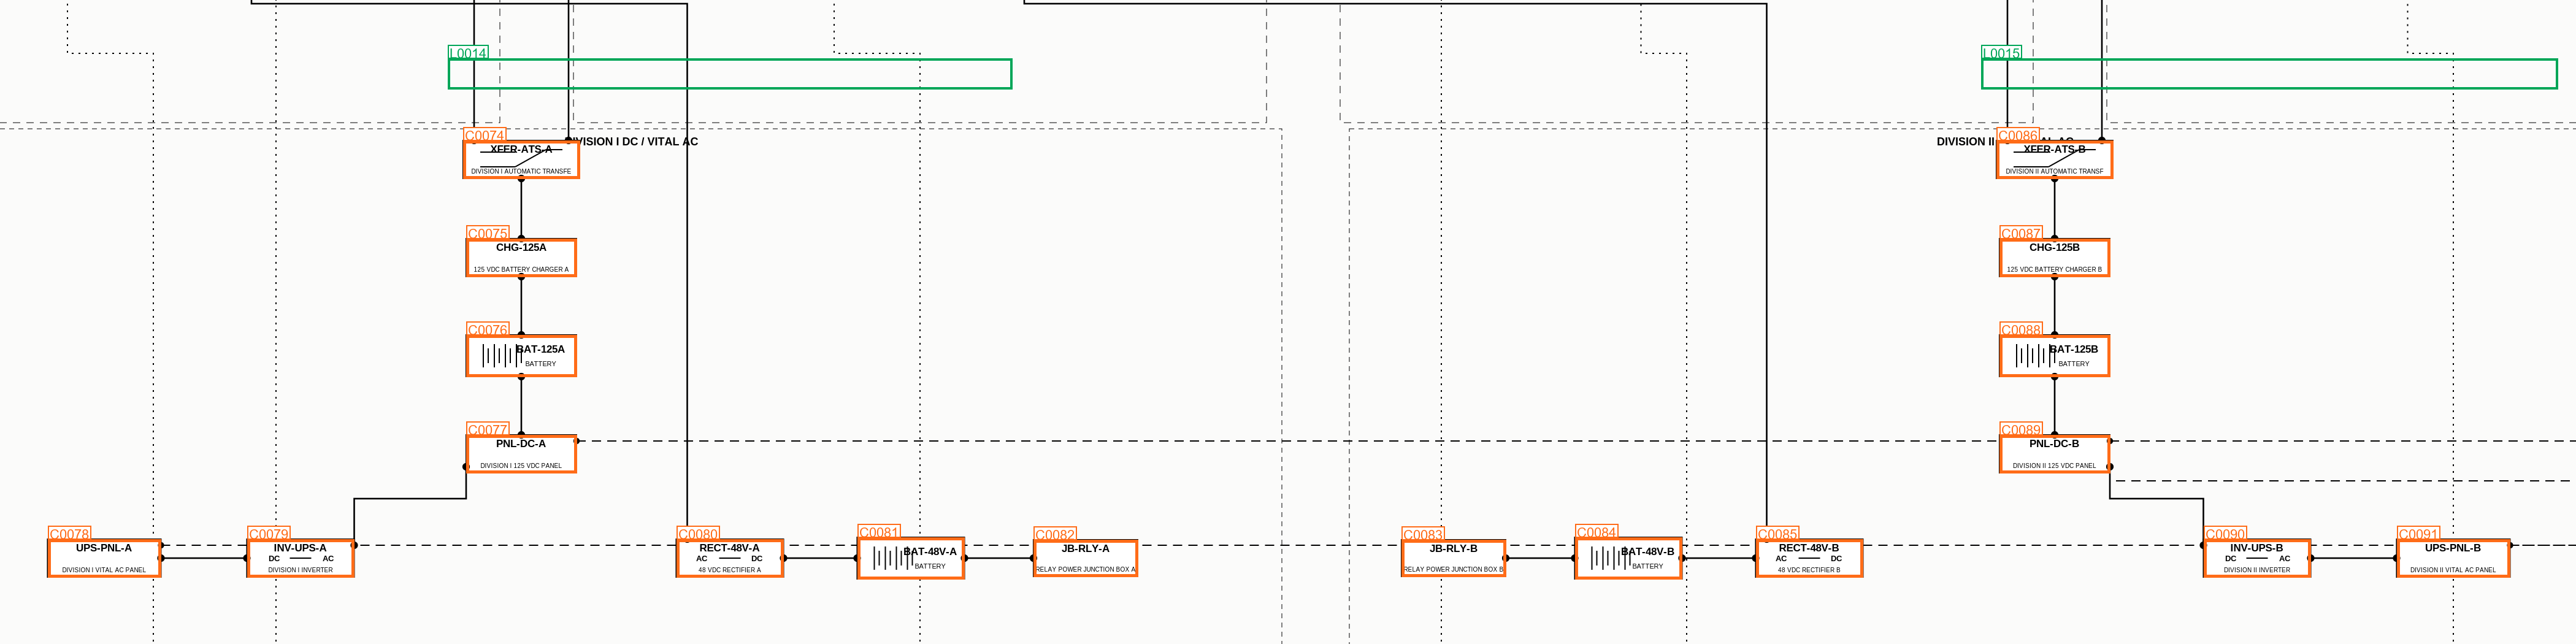 L0014
L0015
C0074
DIVISION I DC / VITAL AC
XFER-ATS-A
DIVISION I AUTOMATIC TRANSFE
C0086
DIVISION II
XFER-ATS-B
DIVISION II AUTOMATIC TRANSF
C0075
CHG-125A
125 VDC BATTERY CHARGER A
C0087
CHG-125B
125 VDC BATTERY CHARGER B
C0076
BAT-125A
BATTERY
C0088
BAT-125B
BATTERY
C0077
PNL-DC-A
DIVISION I 125 VDC PANEL
C0089
PNL-DC-B
DIVISION II 125 VDC PANEL
C0078
UPS-PNL-A
DIVISION I VITAL AC PANEL
C0079
INV-UPS-A
DC AC
DIVISION I INVERTER
C0080
RECT-48V-A
AC DC
48 VDC RECTIFIER A
C0081
BAT-48V-A
BATTERY
C0082
JB-RLY-A
RELAY POWER JUNCTION BOX A
C0083
JB-RLY-B
RELAY POWER JUNCTION BOX B
C0084
BAT-48V-B
BATTERY
C0085
RECT-48V-B
AC DC
48 VDC RECTIFIER B
C0090
INV-UPS-B
DC AC
DIVISION II INVERTER
C0091
UPS-PNL-B
DIVISION II VITAL AC PANEL